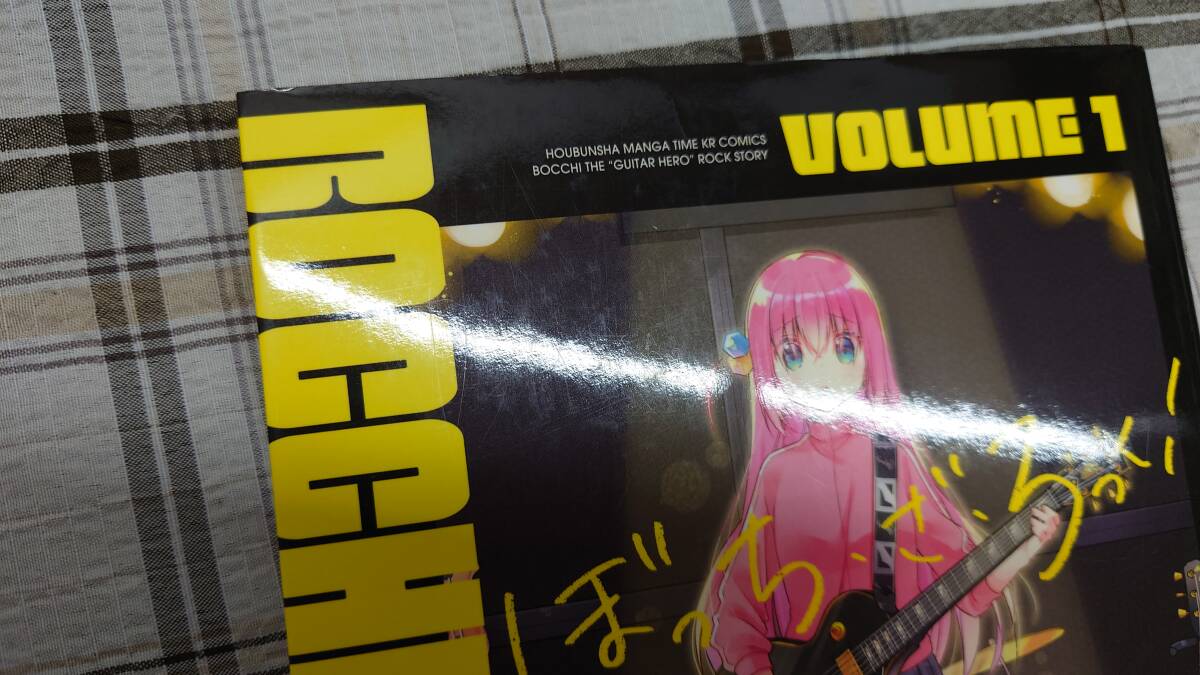 HOUBUNSHA MANGA TIME KR COMICS
BOCCHI THE "GUITAR HERO" ROCK STORY
VOLUME 1
BOCCHI
ぼっち・ざ・ろっく!